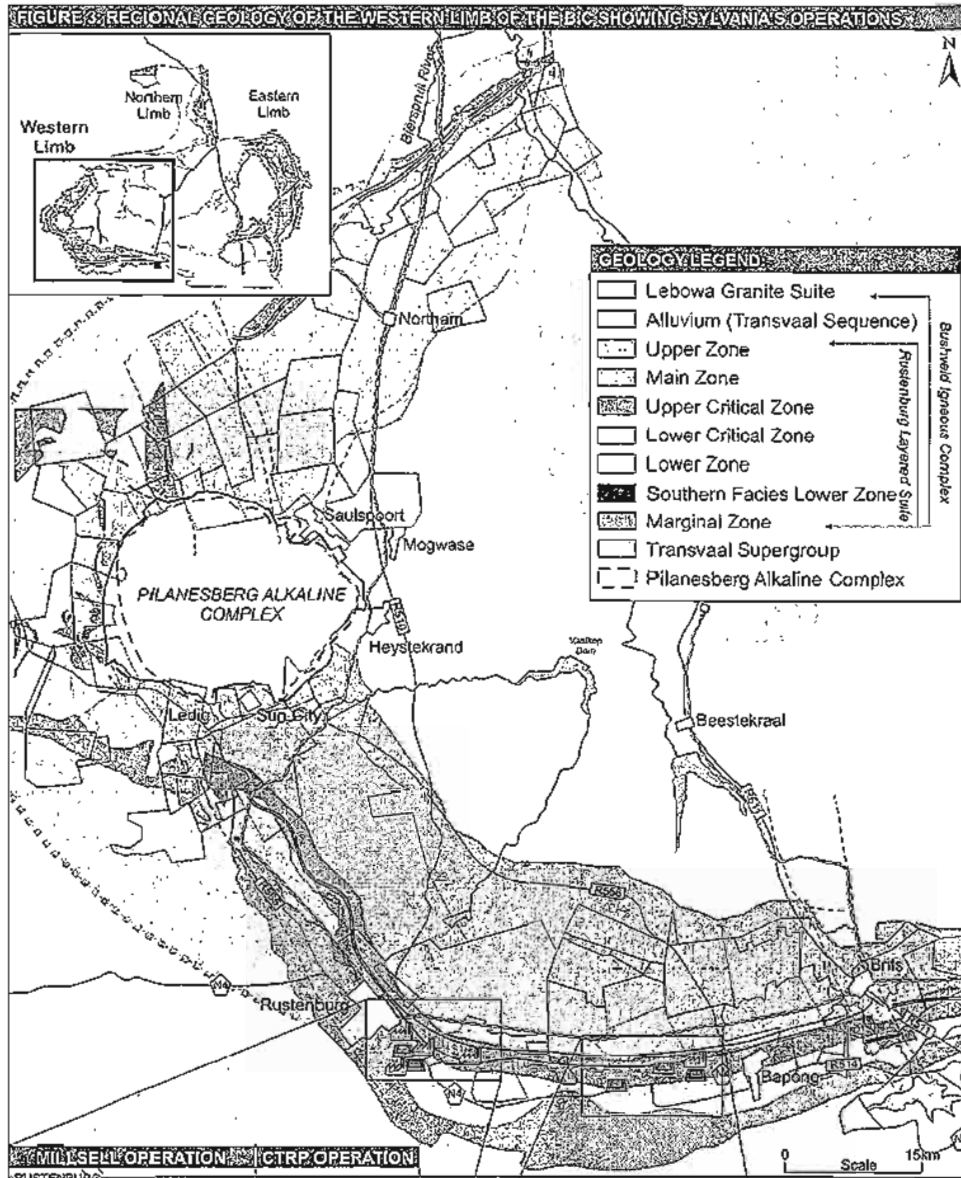 FIGURE 3: REGIONAL GEOLOGY OF THE WESTERN LIMB OF THE BIC SHOWING SYLVANIA'S OPERATIONS
N
Northern
Limb
Eastern
Limb
Western
Limb
Bierspruit River
GEOLOGY LEGEND
Lebowa Granite Suite
Alluvium (Transvaal Sequence)
Upper Zone
Main Zone
Upper Critical Zone
Lower Critical Zone
Lower Zone
Southern Facies Lower Zone
Marginal Zone
Transvaal Supergroup
Pilanesberg Alkaline Complex
Rustenburg Layered Suite
Bushveld Igneous Complex
Northam
Saulspoort
Mogwase
PILANESBERG ALKALINE
COMPLEX
R510
Heystekrand
Vaalkop
Dam
Ledig
Sun City
Beestekraal
R511
R556
Brits
N4
Rustenburg
Bapong
R514
N4
MILLSELL OPERATION
CTRP OPERATION
0 15km
Scale
RUSTENBURG